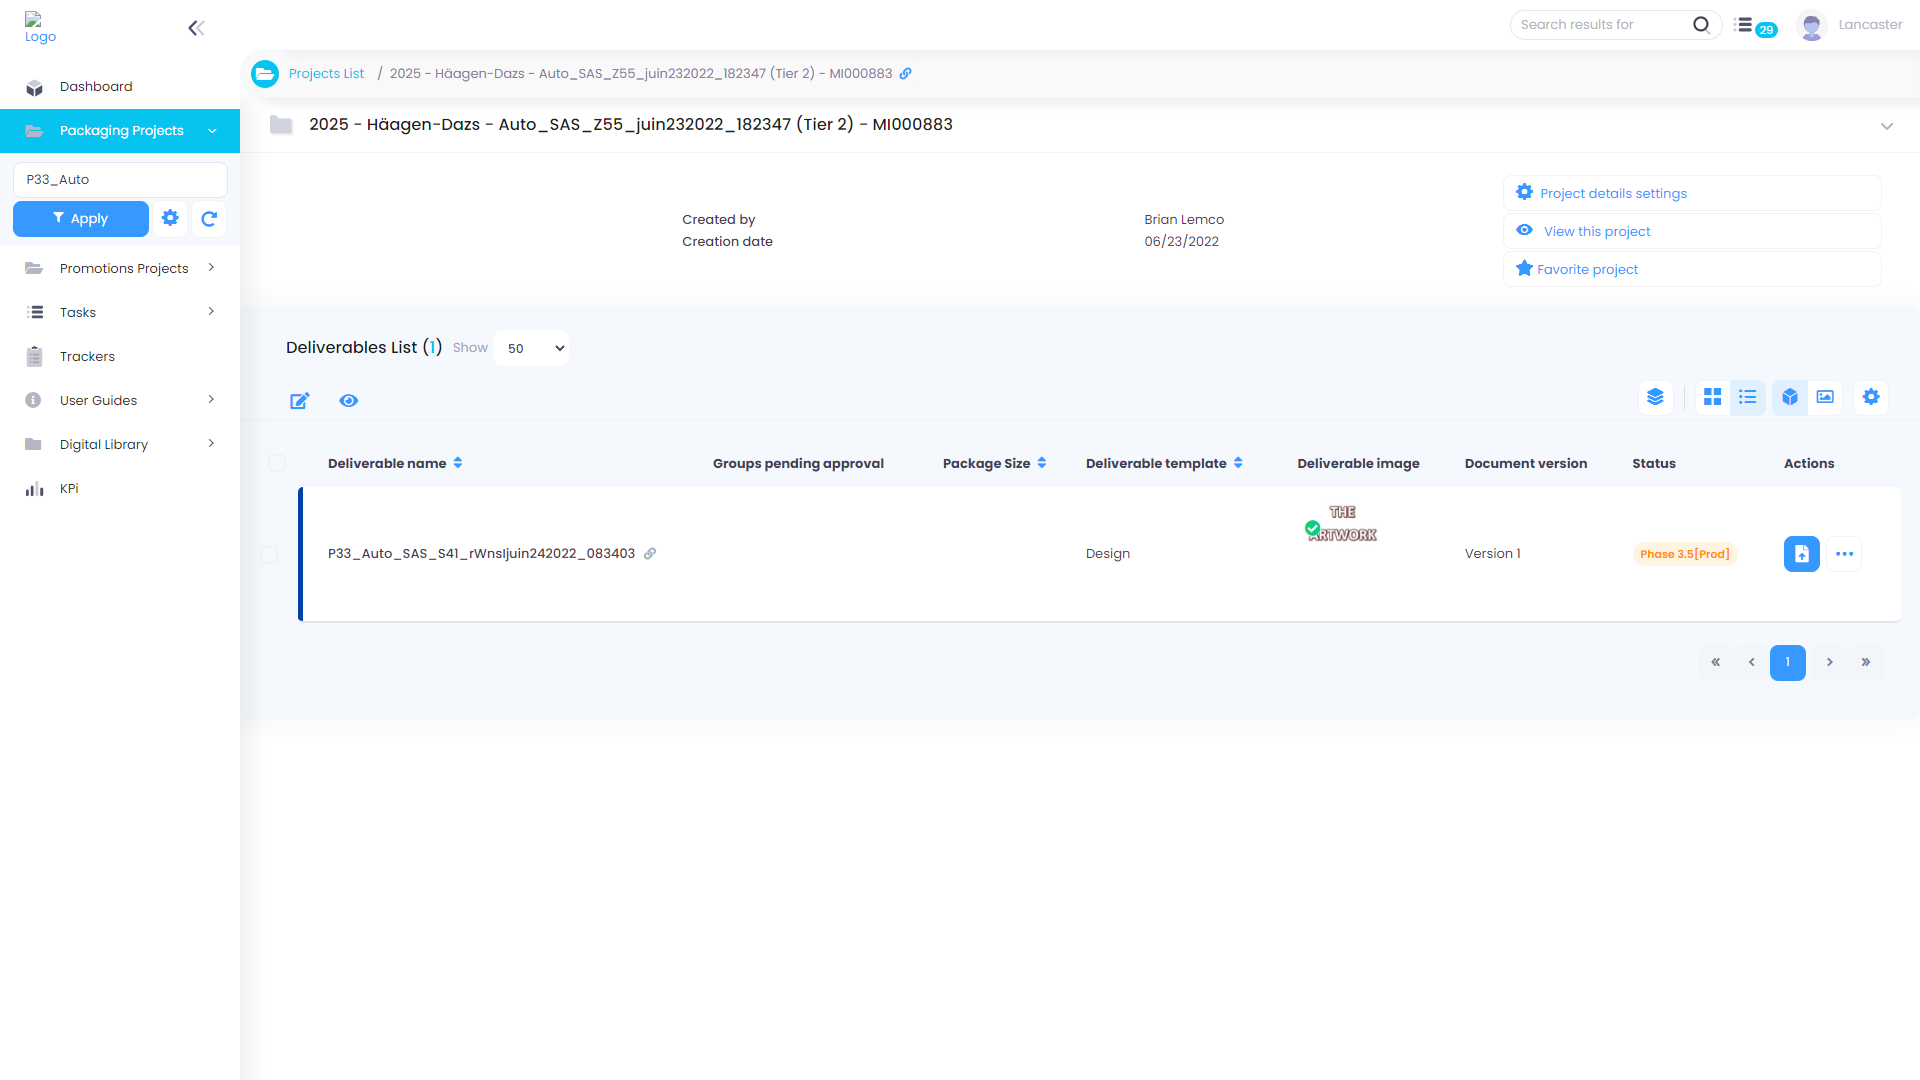 Logo
Search results for
29
Lancaster
Projects List / 2025 - Häagen-Dazs - Auto_SAS_Z55_juin232022_182347 (Tier 2) - MI000883
Dashboard
Packaging Projects
P33_Auto
Apply
Promotions Projects
Tasks
Trackers
User Guides
Digital Library
KPi
2025 - Häagen-Dazs - Auto_SAS_Z55_juin232022_182347 (Tier 2) - MI000883
Created by Brian Lemco
Creation date 06/23/2022
Project details settings
View this project
Favorite project
Deliverables List (1) Show 50
Deliverable name Groups pending approval Package Size Deliverable template Deliverable image Document version Status Actions
THE
ARTWORK
P33_Auto_SAS_S41_rWnsIjuin242022_083403 Design Version 1 Phase 3.5[Prod]
« ‹ 1 › »